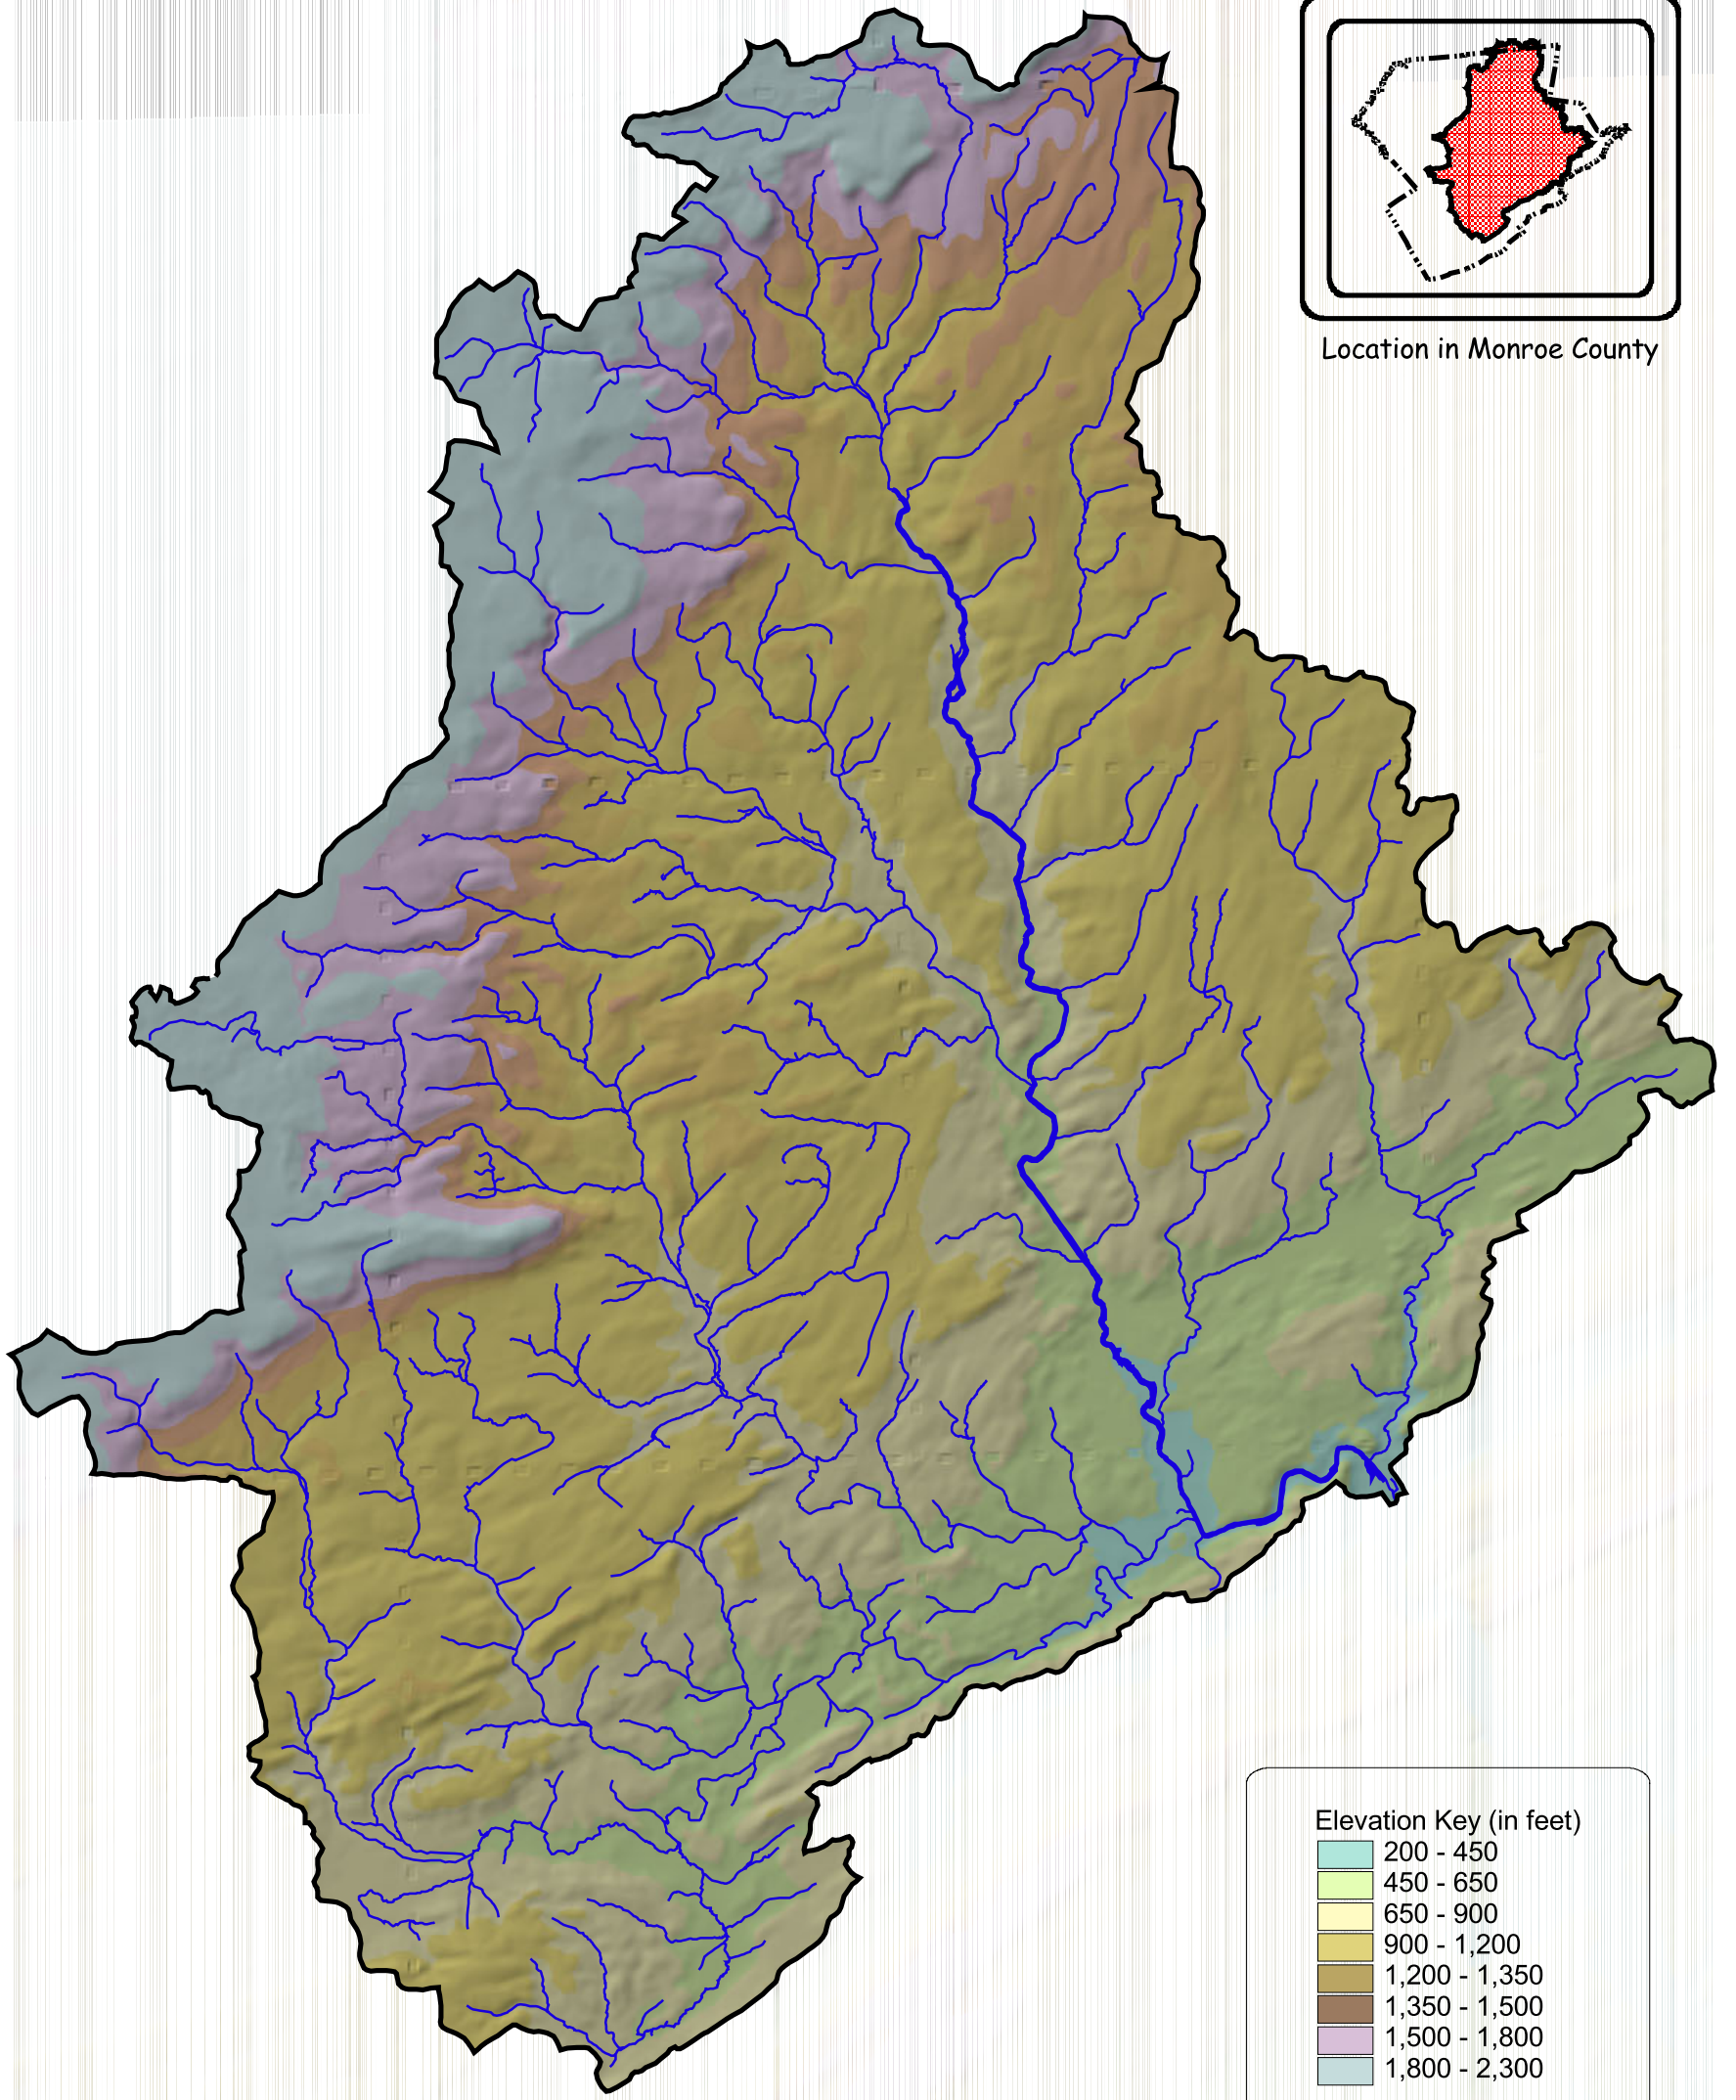 Location in Monroe County
Elevation Key (in feet)
200 - 450
450 - 650
650 - 900
900 - 1,200
1,200 - 1,350
1,350 - 1,500
1,500 - 1,800
1,800 - 2,300